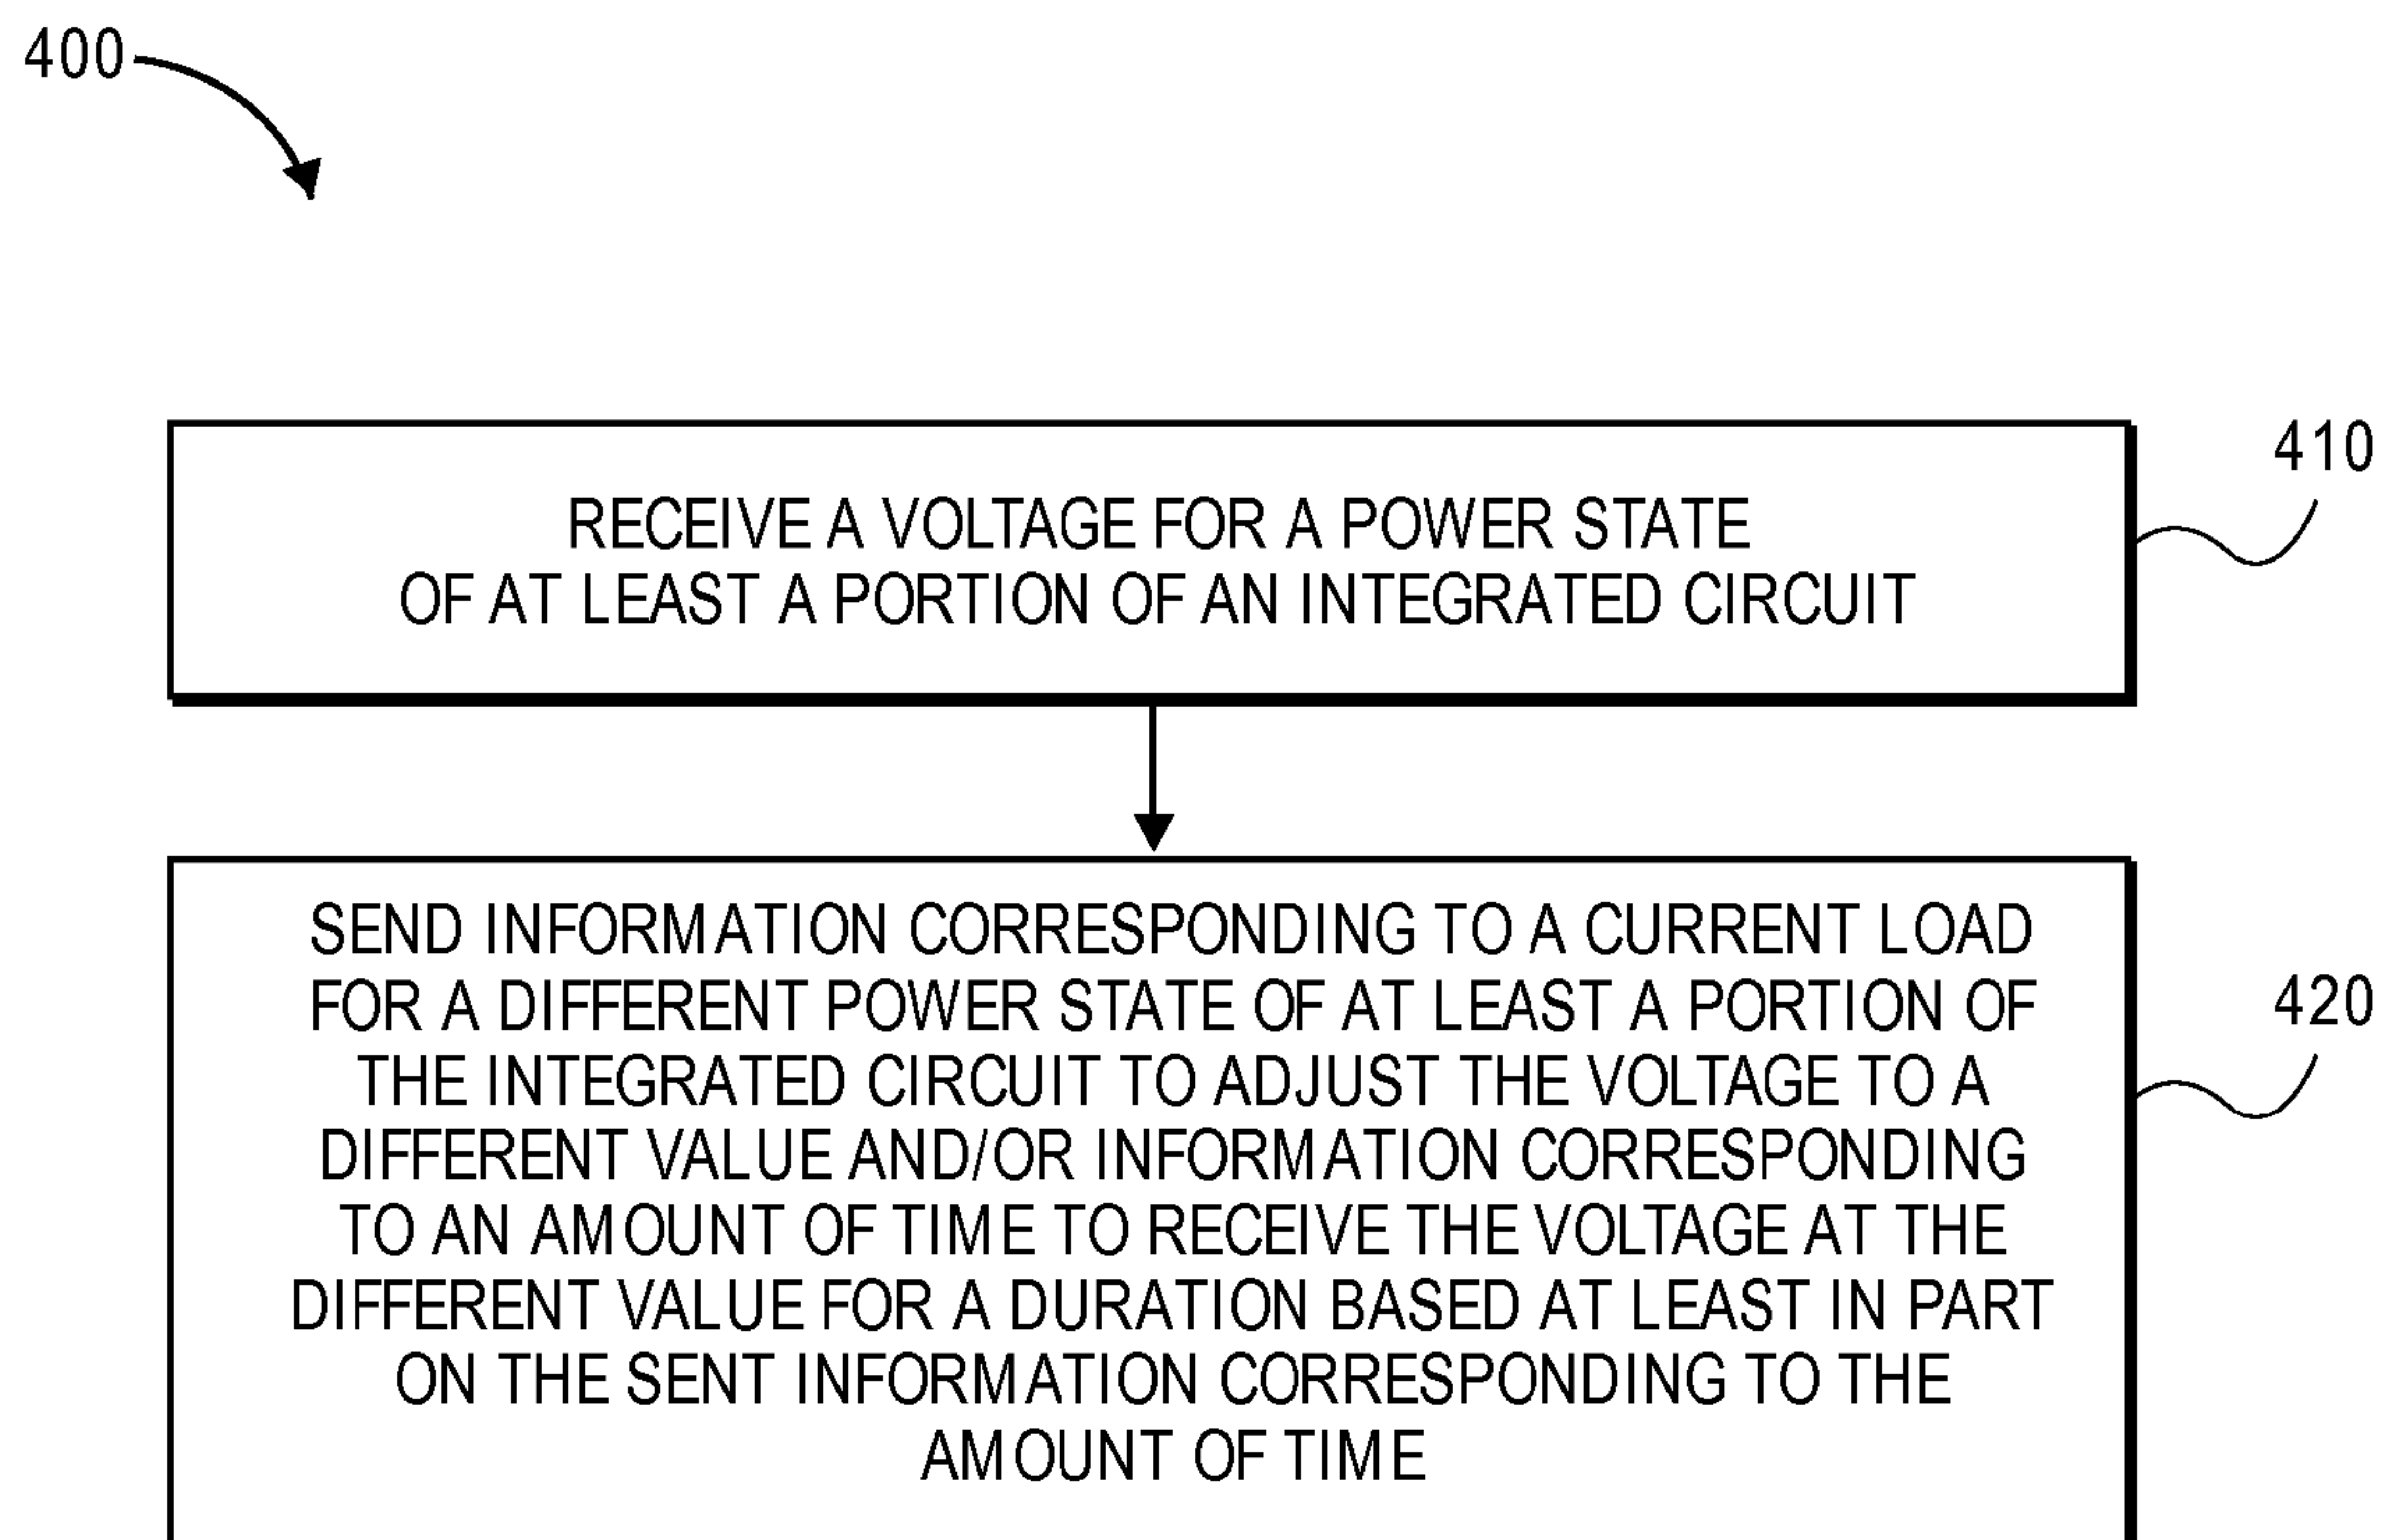 400
410
RECEIVE A VOLTAGE FOR A POWER STATE
OF AT LEAST A PORTION OF AN INTEGRATED CIRCUIT
SEND INFORMATION CORRESPONDING TO A CURRENT LOAD
FOR A DIFFERENT POWER STATE OF AT LEAST A PORTION OF
420
THE INTEGRATED CIRCUIT TO ADJUST THE VOLTAGE TO A
DIFFERENT VALUE AND/OR INFORMATION CORRESPONDING
TO AN AMOUNT OF TIME TO RECEIVE THE VOLTAGE AT THE
DIFFERENT VALUE FOR A DURATION BASED AT LEAST IN PART
ON THE SENT INFORMATION CORRESPONDING TO THE
AMOUNT OF TIME